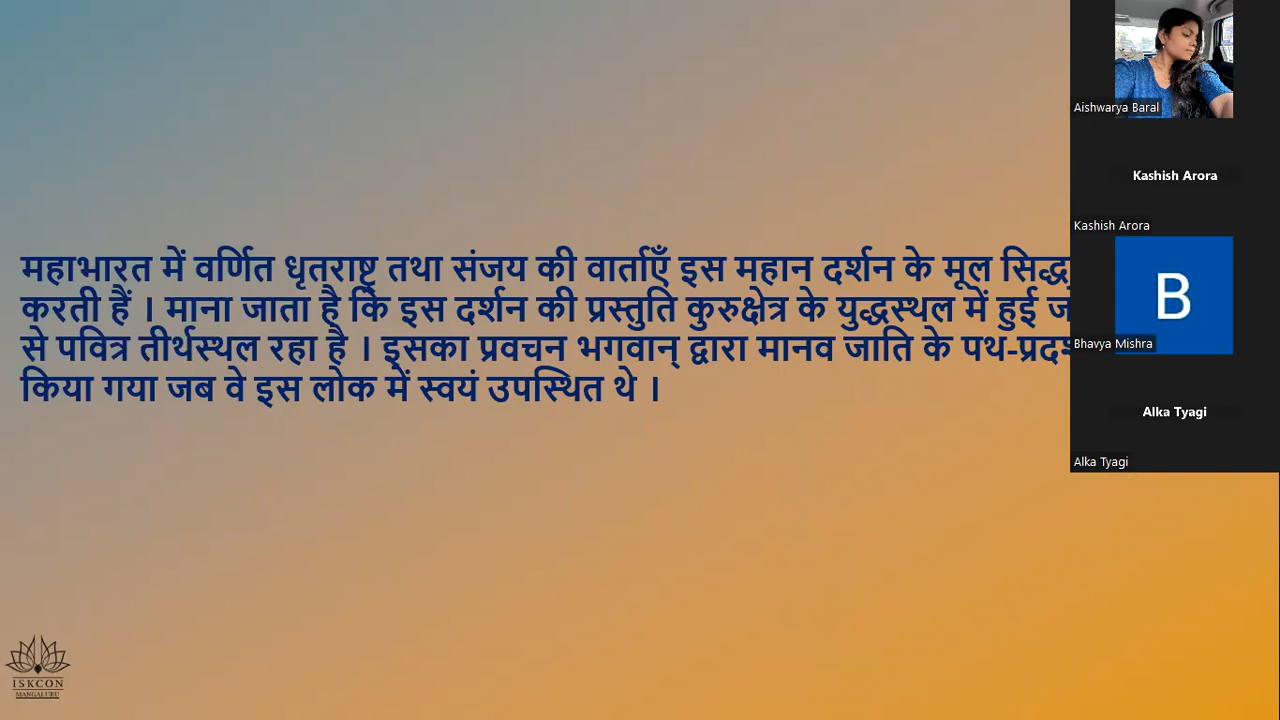 महाभारत में वर्णित धृतराष्ट्र तथा संजय की वार्ताएँ इस महान दर्शन के मूल
करती हैं । माना जाता है कि इस दर्शन की प्रस्तुति कुरुक्षेत्र के युद्धस्थल में हुई
से पवित्र तीर्थस्थल रहा है । इसका प्रवचन भगवान् द्वारा मानव जाति के
किया गया जब वे इस लोक में स्वयं उपस्थित थे ।
Aishwarya Baral
Kashish Arora
Kashish Arora
B
Bhavya Mishra
Alka Tyagi
Alka Tyagi
ISKCON
MANGALURU